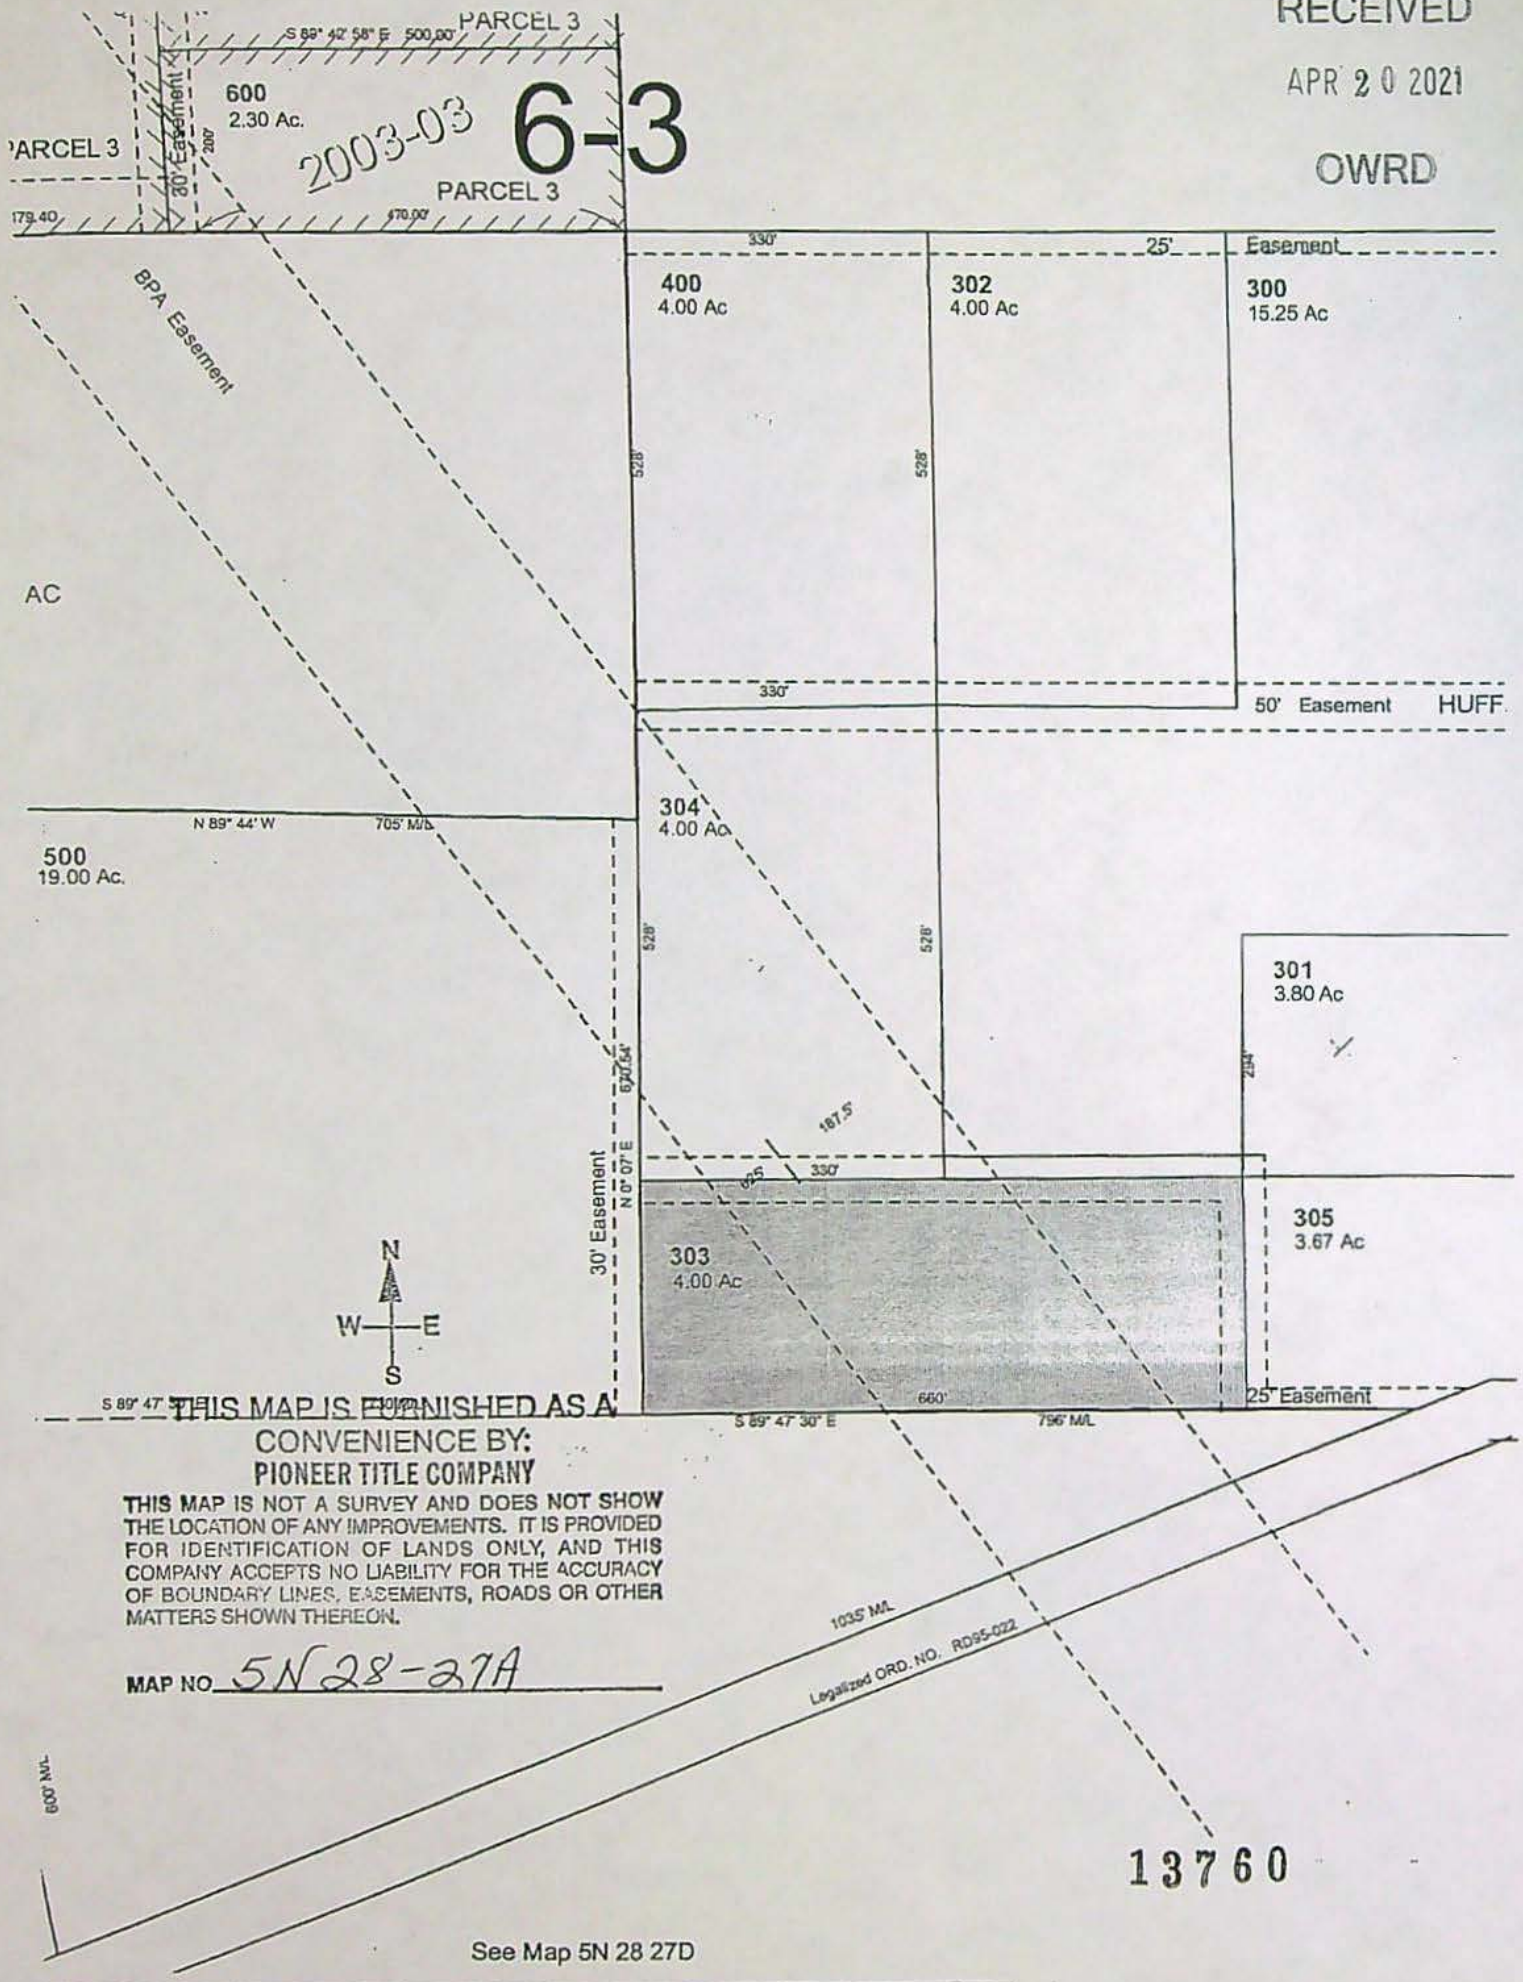 RECEIVED
APR 20 2021
OWRD
PARCEL 3
S 89° 42' 58" E 500.00'
600
2.30 Ac.
30' Easement
200'
2003-03
6-3
PARCEL 3
PARCEL 3
179.40
470.00'
330'
25' Easement
400
4.00 Ac
302
4.00 Ac
300
15.25 Ac
BPA Easement
528'
528'
AC
330'
50' Easement HUFF
304
4.00 Ac
N 89° 44' W 705' M/L
500
19.00 Ac.
528'
528'
301
3.80 Ac
294'
670.64'
N 0° 07' E
30' Easement
187.5'
330'
303
4.00 Ac
305
3.67 Ac
N
W E
S
S 89° 47'
THIS MAP IS FURNISHED AS A
CONVENIENCE BY:
PIONEER TITLE COMPANY
THIS MAP IS NOT A SURVEY AND DOES NOT SHOW
THE LOCATION OF ANY IMPROVEMENTS. IT IS PROVIDED
FOR IDENTIFICATION OF LANDS ONLY, AND THIS
COMPANY ACCEPTS NO LIABILITY FOR THE ACCURACY
OF BOUNDARY LINES, EASEMENTS, ROADS OR OTHER
MATTERS SHOWN THEREON.
MAP NO 5N 28-27A
660'
25' Easement
S 89° 47' 30" E
796' M/L
1035' M/L
Legalized ORD. NO. RD95-022
600' M/L
13760
See Map 5N 28 27D